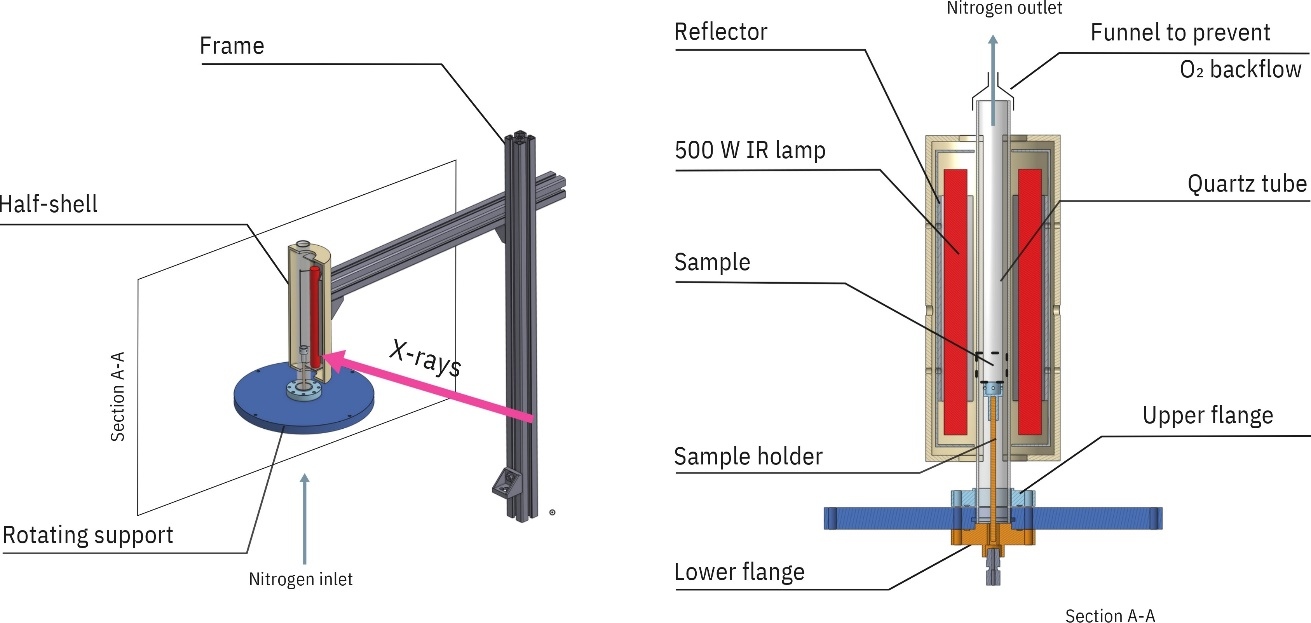 Frame
Half-shell
X-rays
Section A-A
Rotating support
Nitrogen inlet
Nitrogen outlet
Reflector
Funnel to prevent
O₂ backflow
500 W IR lamp
Quartz tube
Sample
Upper flange
Sample holder
Lower flange
Section A-A